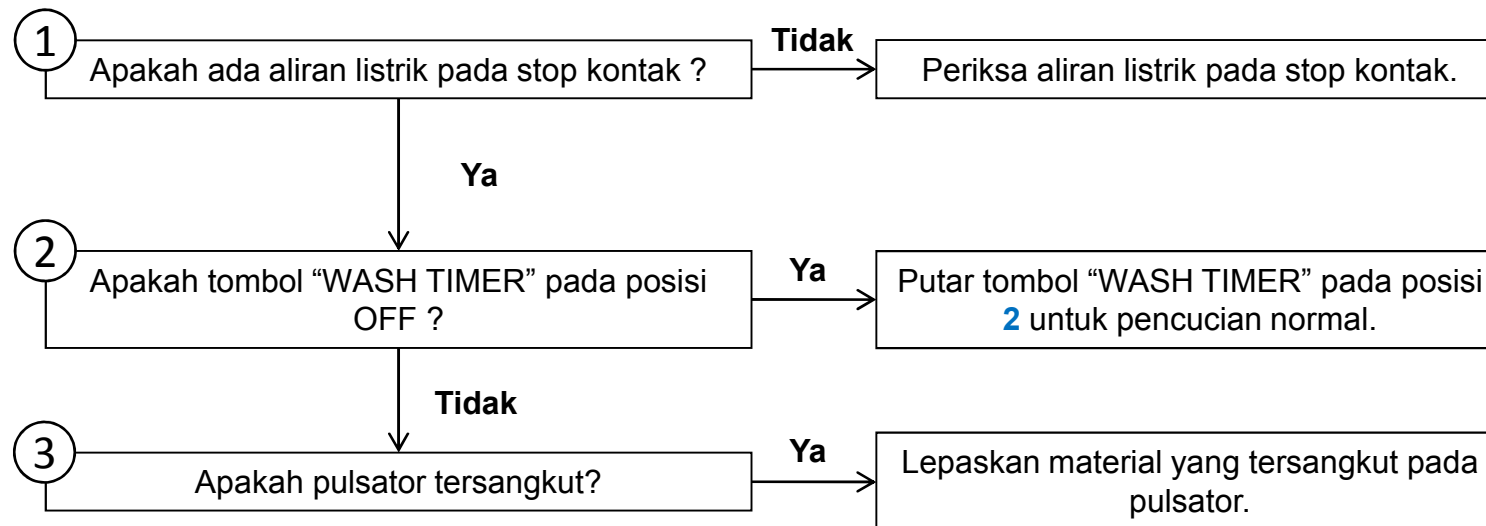 1
Apakah ada aliran listrik pada stop kontak ?
Tidak
Periksa aliran listrik pada stop kontak.
Ya
2
Apakah tombol “WASH TIMER” pada posisi
OFF ?
Ya
Putar tombol “WASH TIMER” pada posisi
2 untuk pencucian normal.
Tidak
3
Apakah pulsator tersangkut?
Ya
Lepaskan material yang tersangkut pada
pulsator.